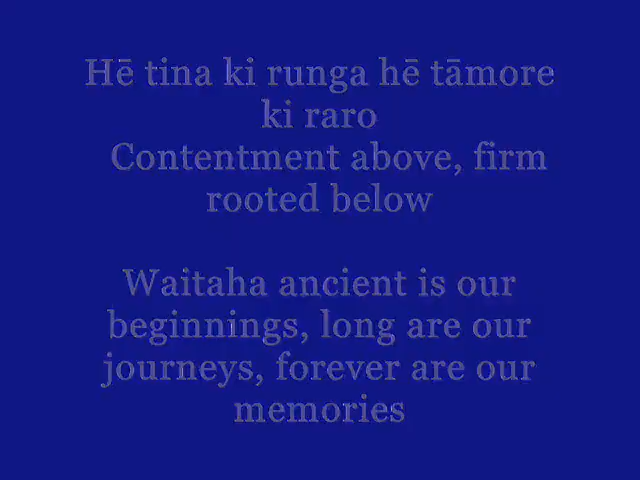 Hē tina ki runga hē tāmore
ki raro
Contentment above, firm
rooted below
Waitaha ancient is our
beginnings, long are our
journeys, forever are our
memories